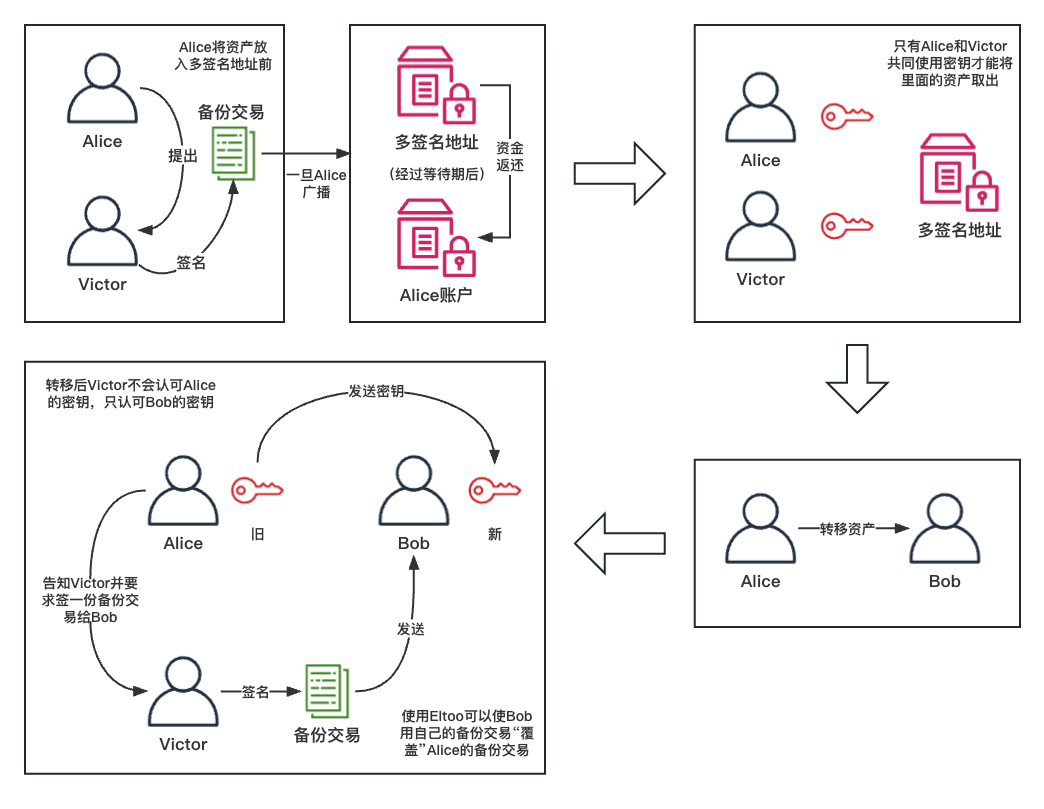 Alice将资产放
入多签名地址前
备份交易
Alice
提出
签名
Victor
一旦Alice
广播
多签名地址
（经过等待期后）
资金
返还
Alice账户
只有Alice和Victor
共同使用密钥才能将
里面的资产取出
Alice
Victor
多签名地址
Alice
转移资产
Bob
转移后Victor不会认可Alice
的密钥，只认可Bob的密钥
发送密钥
Alice
旧
Bob
新
告知Victor并要
求签一份备份交
易给Bob
发送
Victor
签名
备份交易
使用Eltoo可以使Bob
用自己的备份交易“覆
盖”Alice的备份交易